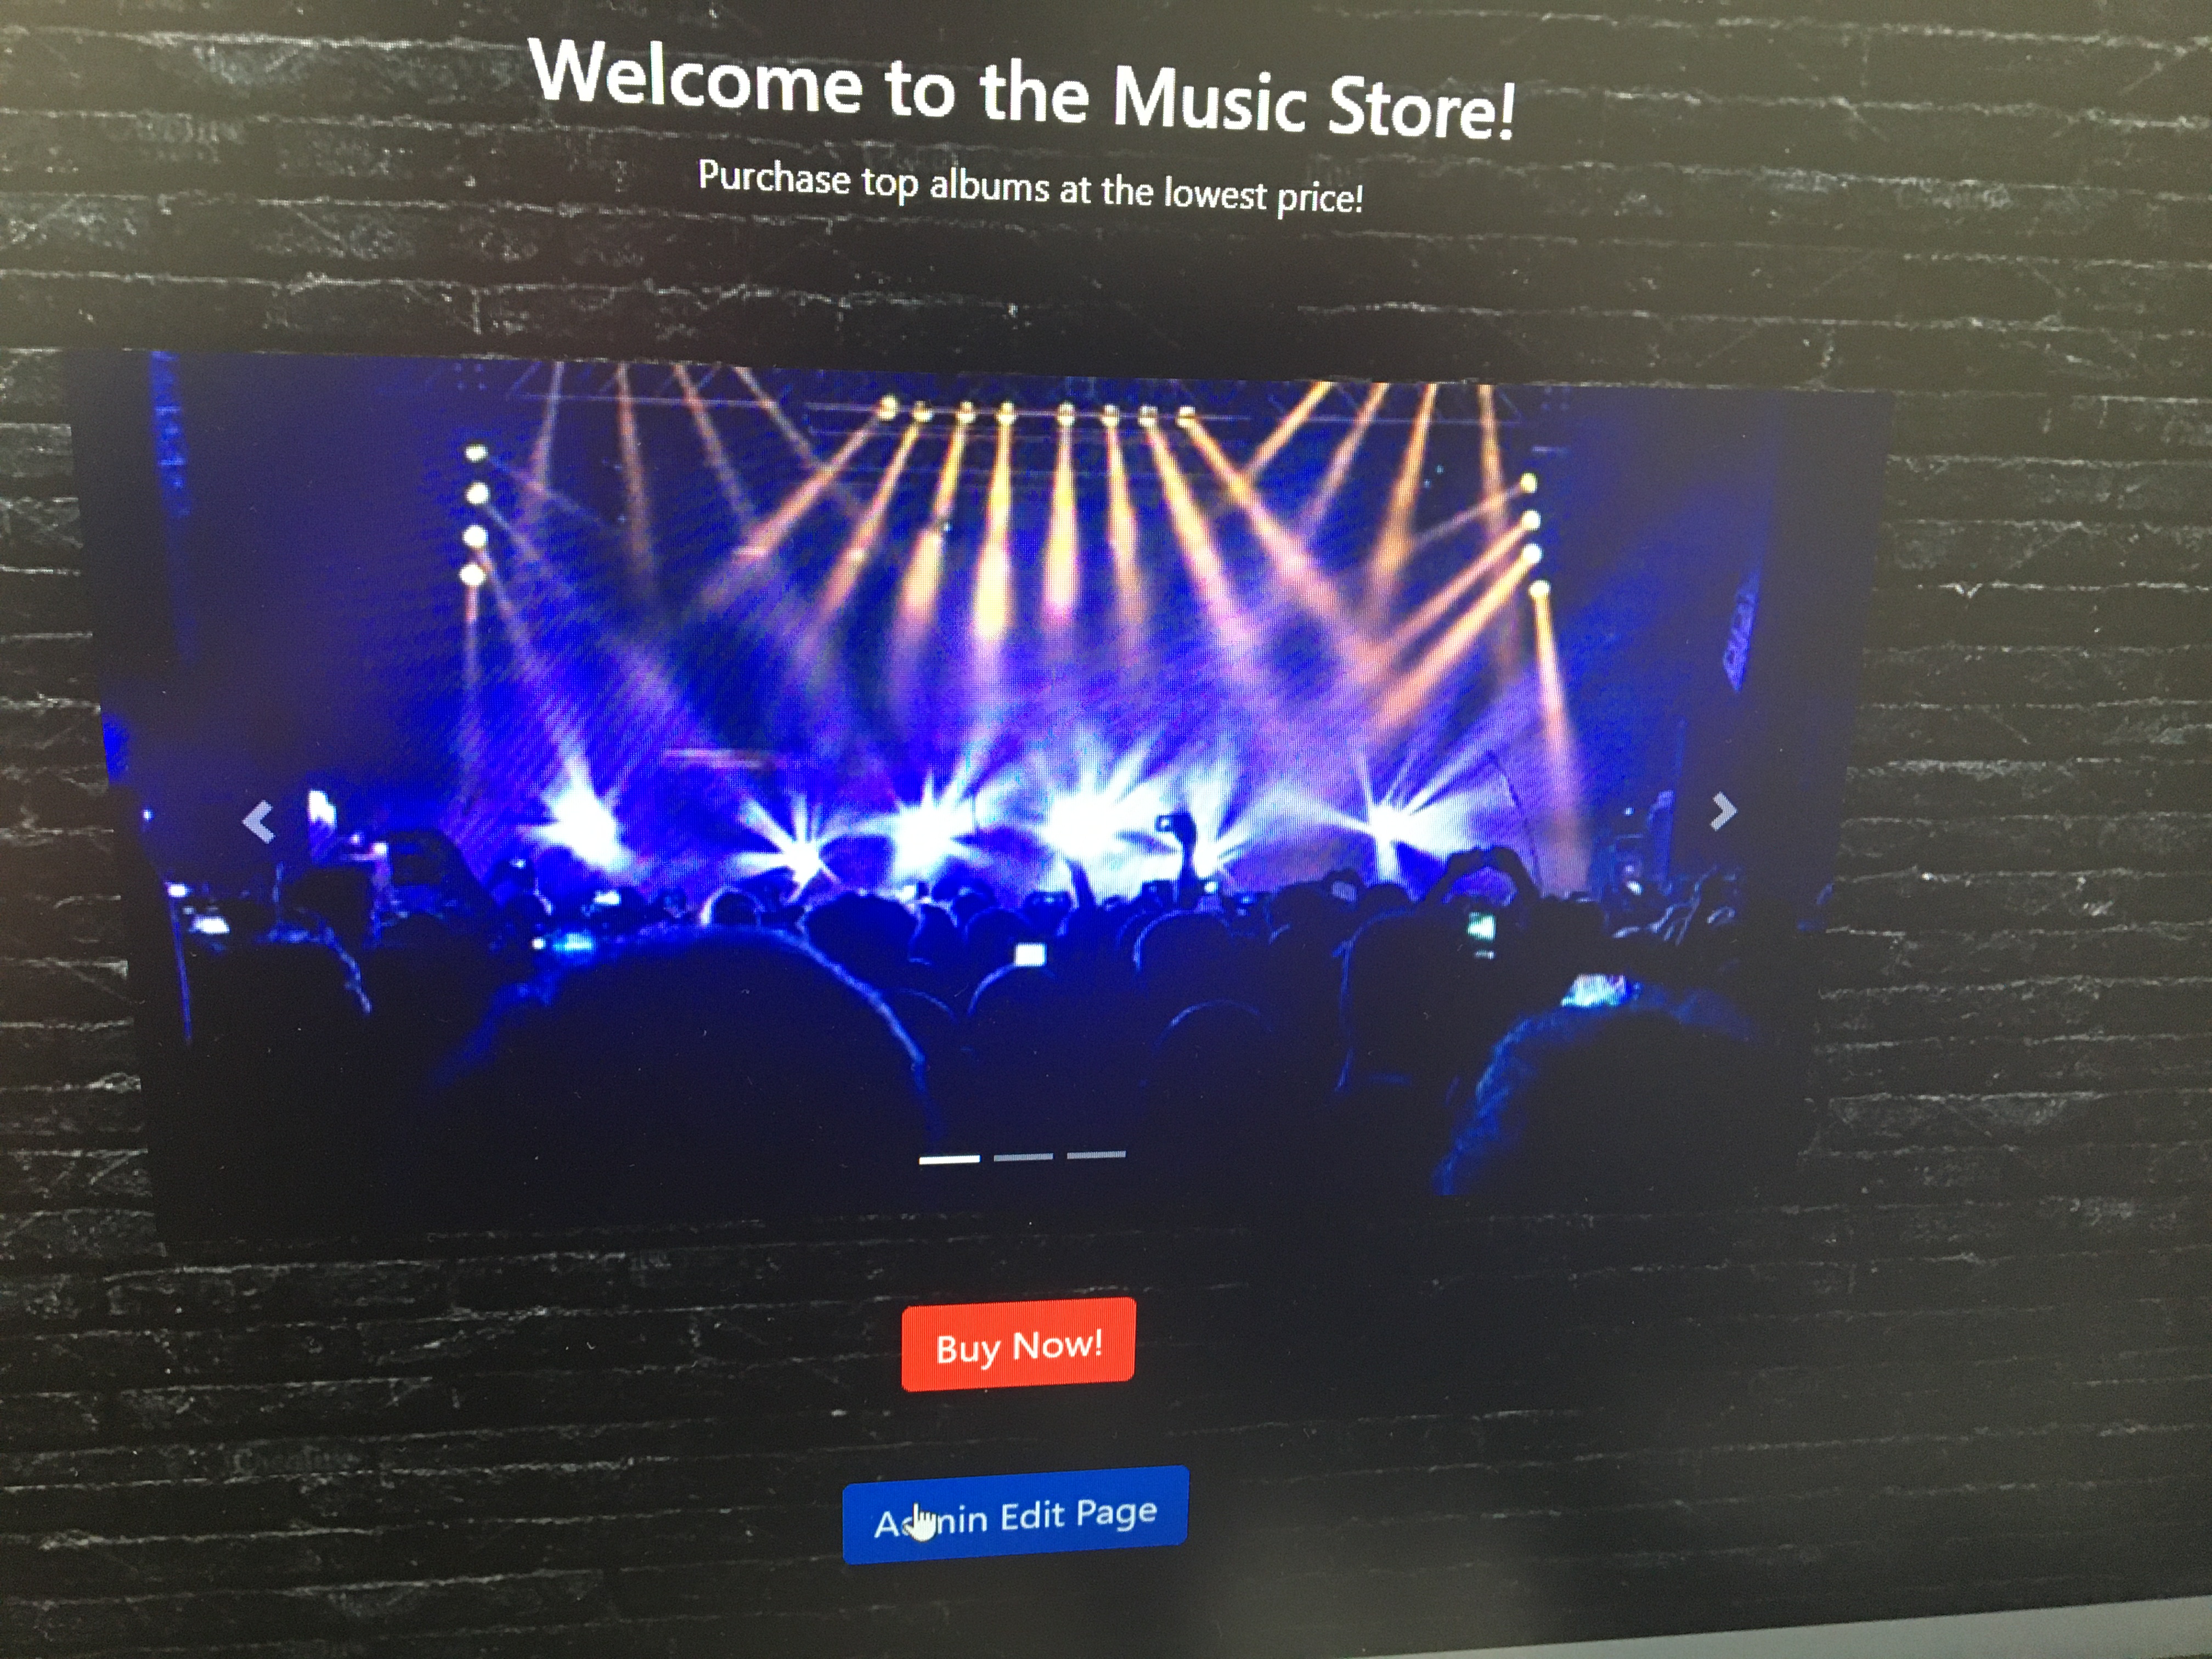 Welcome to the Music Store!
Purchase top albums at the lowest price!
Buy Now!
Admin Edit Page